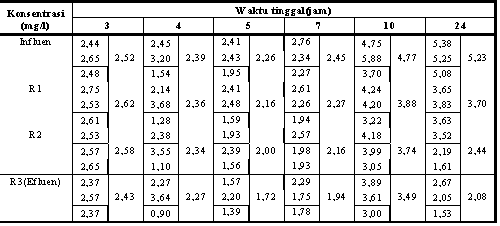 Konsentrasi (mg/l) Waktu tinggal(jam)
3 4 5 7 10 24
Influen 2,44 2,45 2,41 2,76 4,75 5,38
2,65 2,52 3,20 2,39 2,43 2,26 2,34 2,45 5,88 4,77 5,25 5,23
2,48 1,54 1,95 2,27 3,70 5,08
R1 2,75 2,14 2,41 2,61 4,24 3,65
2,53 2,62 3,68 2,36 2,48 2,16 2,26 2,27 4,20 3,88 3,83 3,70
2,61 1,28 1,59 1,94 3,22 3,63
R2 2,53 2,38 1,93 2,57 4,18 3,52
2,57 2,58 3,55 2,34 2,39 2,00 1,98 2,16 3,99 3,74 2,19 2,44
2,65 1,10 1,56 1,93 3,05 1,61
R3(Efluen) 2,37 2,27 1,57 2,29 3,89 2,67
2,57 2,43 3,64 2,27 2,20 1,72 1,75 1,94 3,61 3,49 2,05 2,08
2,37 0,90 1,39 1,78 3,00 1,53